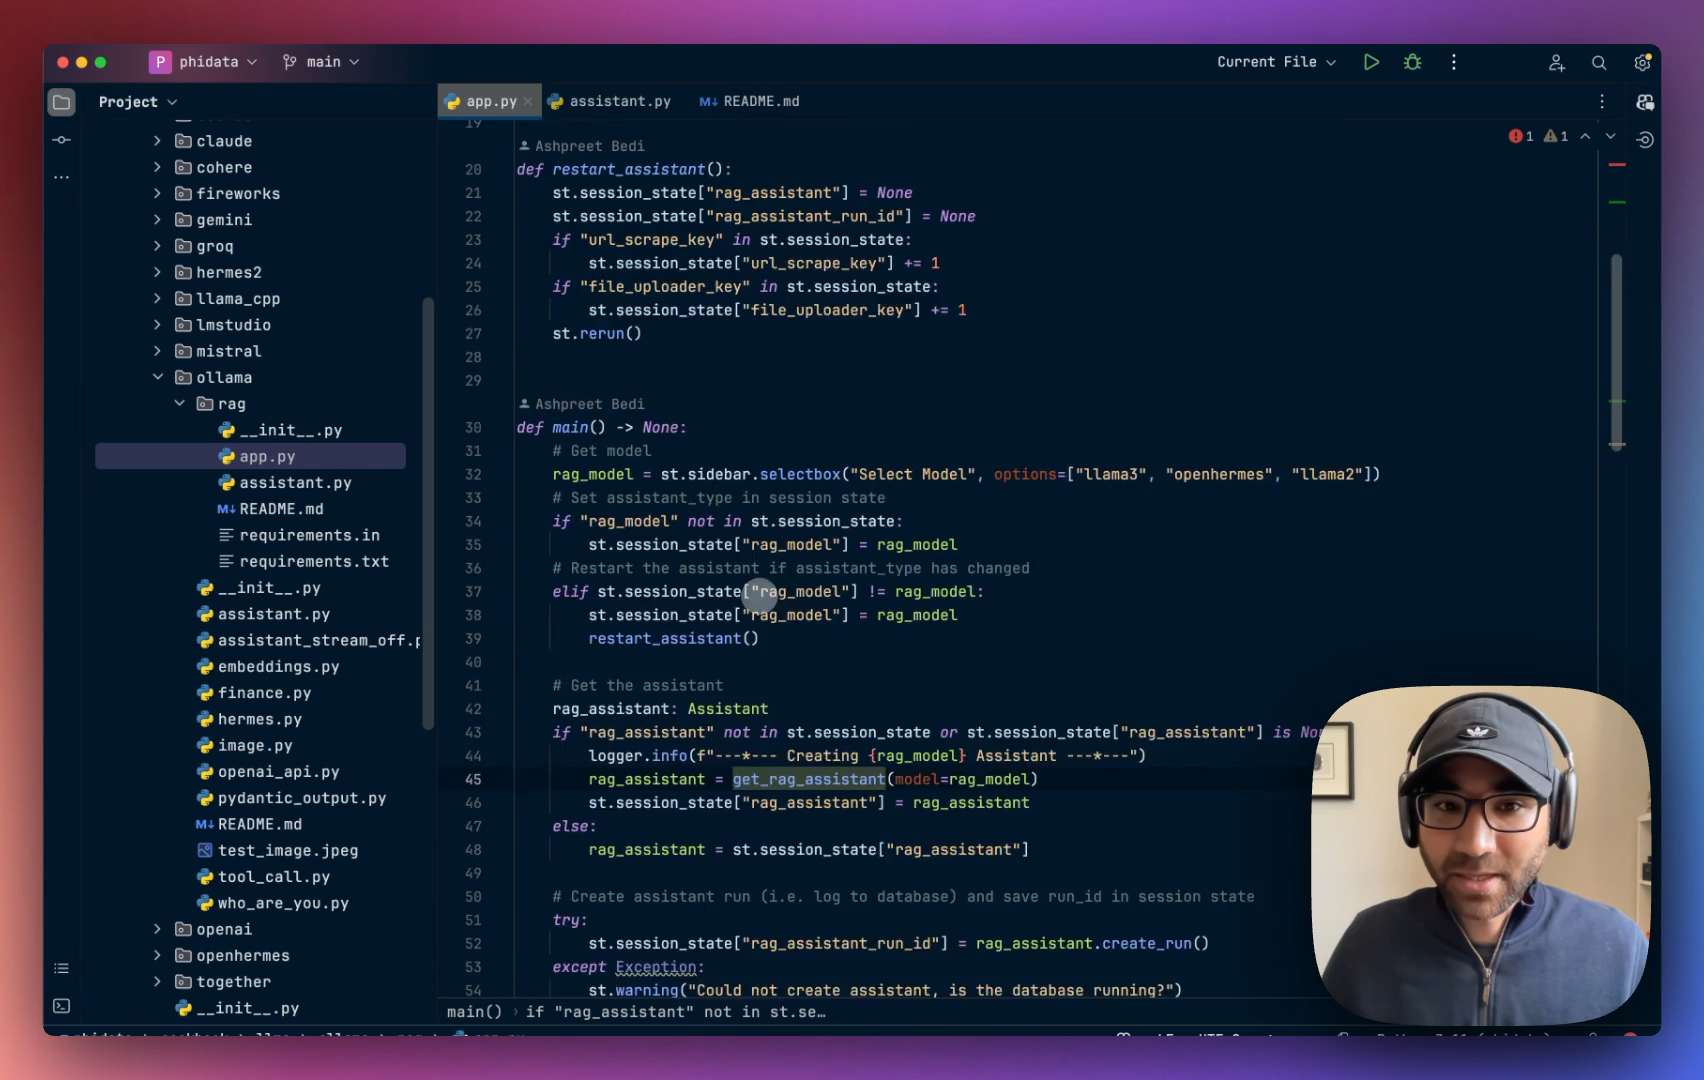 P phidata main Current File
Project
claude
cohere
fireworks
gemini
groq
hermes2
llama_cpp
lmstudio
mistral
ollama
rag
__init__.py
app.py
assistant.py
README.md
requirements.in
requirements.txt
__init__.py
assistant.py
assistant_stream_off.p
embeddings.py
finance.py
hermes.py
image.py
openai_api.py
pydantic_output.py
README.md
test_image.jpeg
tool_call.py
who_are_you.py
openai
openhermes
together
__init__.py
app.py assistant.py README.md
1 1
19
Ashpreet Bedi
20 def restart_assistant():
21 st.session_state["rag_assistant"] = None
22 st.session_state["rag_assistant_run_id"] = None
23 if "url_scrape_key" in st.session_state:
24 st.session_state["url_scrape_key"] += 1
25 if "file_uploader_key" in st.session_state:
26 st.session_state["file_uploader_key"] += 1
27 st.rerun()
28
29
Ashpreet Bedi
30 def main() -> None:
31 # Get model
32 rag_model = st.sidebar.selectbox("Select Model", options=["llama3", "openhermes", "llama2"])
33 # Set assistant_type in session state
34 if "rag_model" not in st.session_state:
35 st.session_state["rag_model"] = rag_model
36 # Restart the assistant if assistant_type has changed
37 elif st.session_state["rag_model"] != rag_model:
38 st.session_state["rag_model"] = rag_model
39 restart_assistant()
40
41 # Get the assistant
42 rag_assistant: Assistant
43 if "rag_assistant" not in st.session_state or st.session_state["rag_assistant"] is Non
44 logger.info(f"---*--- Creating {rag_model} Assistant ---*---")
45 rag_assistant = get_rag_assistant(model=rag_model)
46 st.session_state["rag_assistant"] = rag_assistant
47 else:
48 rag_assistant = st.session_state["rag_assistant"]
49
50 # Create assistant run (i.e. log to database) and save run_id in session state
51 try:
52 st.session_state["rag_assistant_run_id"] = rag_assistant.create_run()
53 except Exception:
54 st.warning("Could not create assistant, is the database running?")
main() › if "rag_assistant" not in st.se…